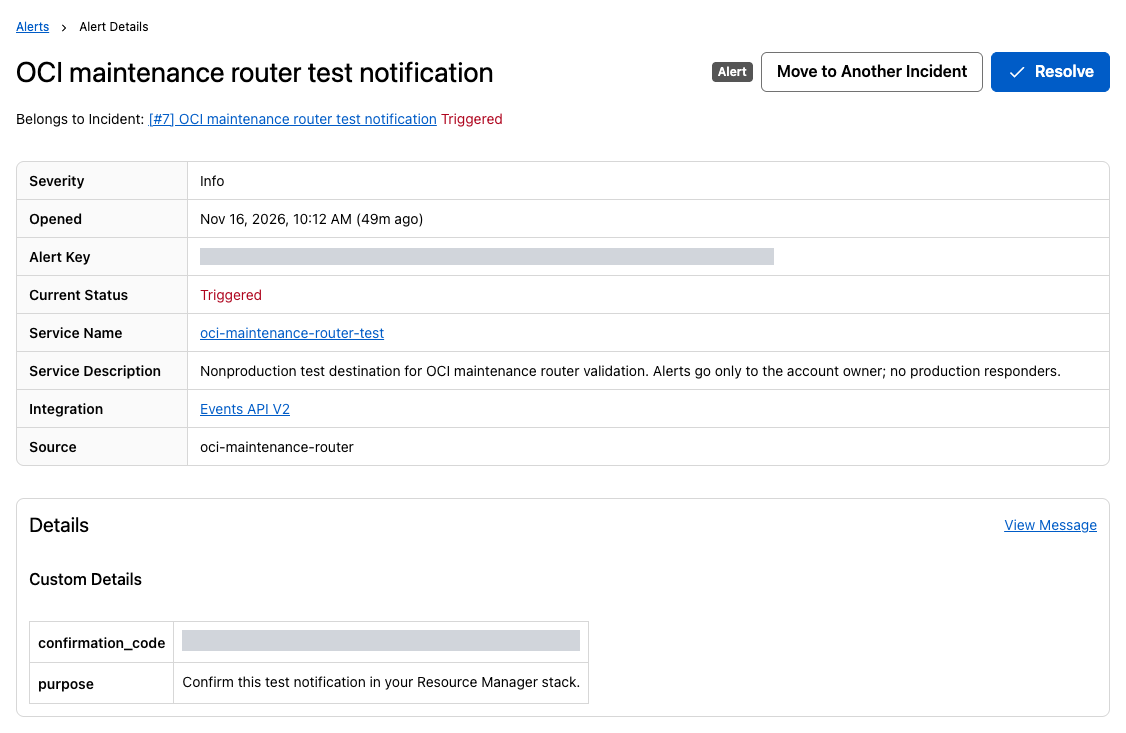 Alerts > Alert Details
OCI maintenance router test notification
Alert
Move to Another Incident
Resolve
Belongs to Incident: [#7] OCI maintenance router test notification Triggered
Severity Info
Opened Nov 16, 2026, 10:12 AM (49m ago)
Alert Key
Current Status Triggered
Service Name oci-maintenance-router-test
Service Description Nonproduction test destination for OCI maintenance router validation. Alerts go only to the account owner; no production responders.
Integration Events API V2
Source oci-maintenance-router
Details
View Message
Custom Details
confirmation_code
purpose Confirm this test notification in your Resource Manager stack.